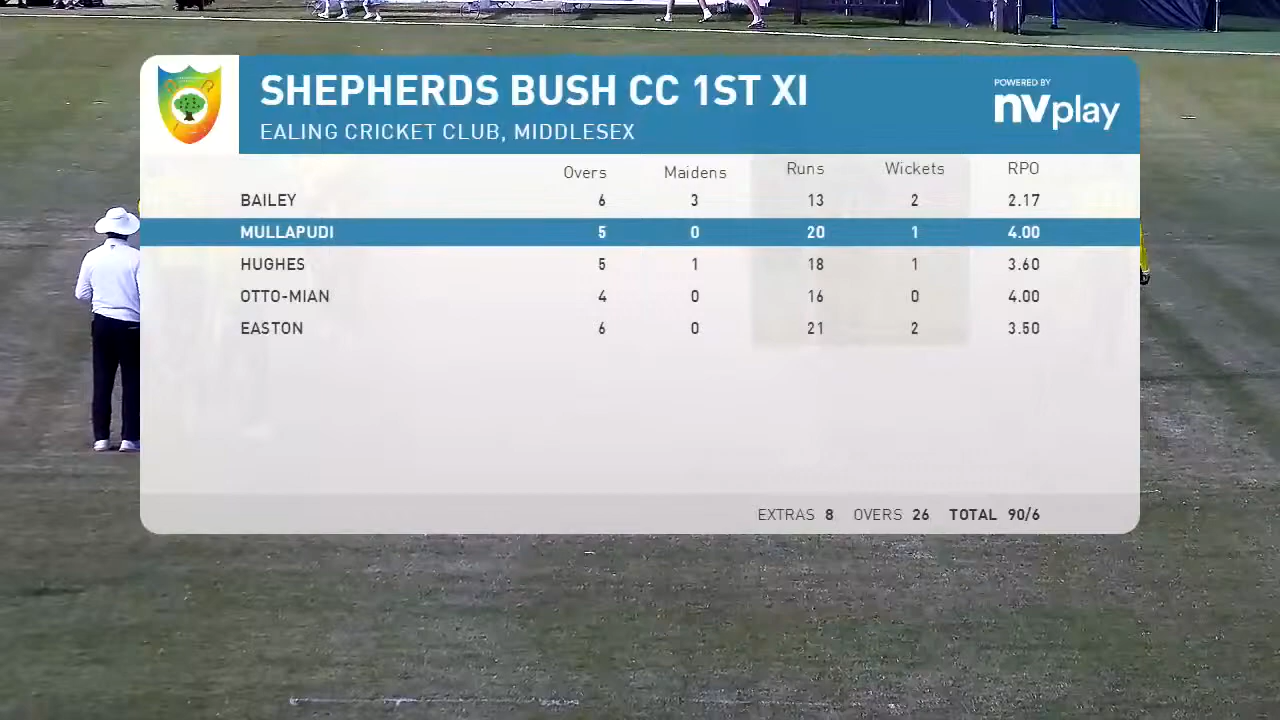 SHEPHERDS BUSH CC 1ST XI
EALING CRICKET CLUB, MIDDLESEX
POWERED BY
nvplay
Overs Maidens Runs Wickets RPO
BAILEY 6 3 13 2 2.17
MULLAPUDI 5 0 20 1 4.00
HUGHES 5 1 18 1 3.60
OTTO-MIAN 4 0 16 0 4.00
EASTON 6 0 21 2 3.50
EXTRAS 8 OVERS 26 TOTAL 90/6